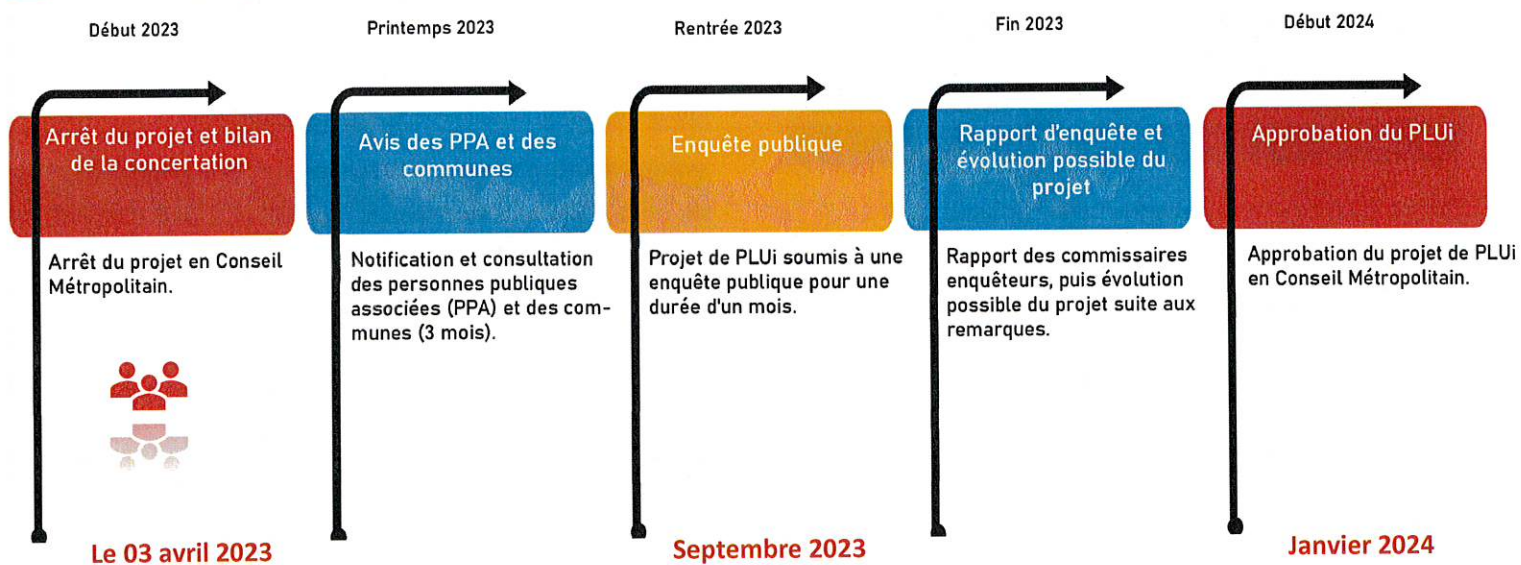 Début 2023
Printemps 2023
Rentrée 2023
Fin 2023
Début 2024
Arrêt du projet et bilan
de la concertation
Avis des PPA et des
communes
Enquête publique
Rapport d'enquête et
évolution possible du
projet
Approbation du PLUi
Arrêt du projet en Conseil
Métropolitain.
Notification et consultation
des personnes publiques
associées (PPA) et des com-
munes (3 mois).
Projet de PLUi soumis à une
enquête publique pour une
durée d'un mois.
Rapport des commissaires
enquêteurs, puis évolution
possible du projet suite aux
remarques.
Approbation du projet de PLUi
en Conseil Métropolitain.
Le 03 avril 2023
Septembre 2023
Janvier 2024